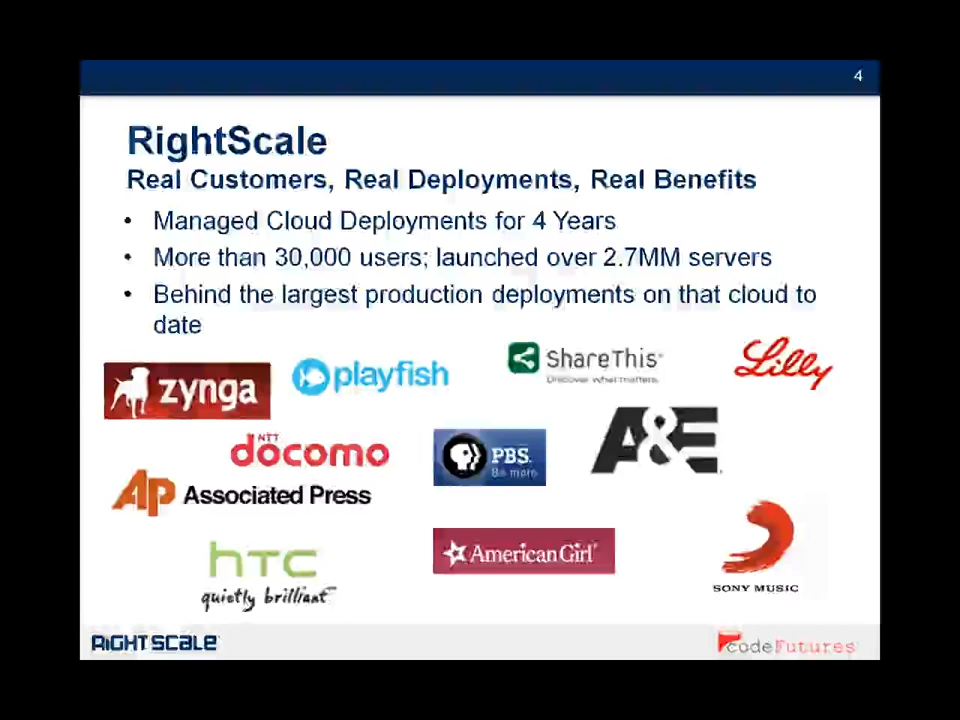 4
RightScale
Real Customers, Real Deployments, Real Benefits
• Managed Cloud Deployments for 4 Years
• More than 30,000 users; launched over 2.7MM servers
• Behind the largest production deployments on that cloud to
date
zynga
playfish
ShareThis
Discover what matters.
Lilly
NTT
döcomo
PBS.
Be more
A&E
AP Associated Press
hTC
quietly brilliant™
American Girl®
SONY MUSIC
RIGHTSCALE
codeFutures